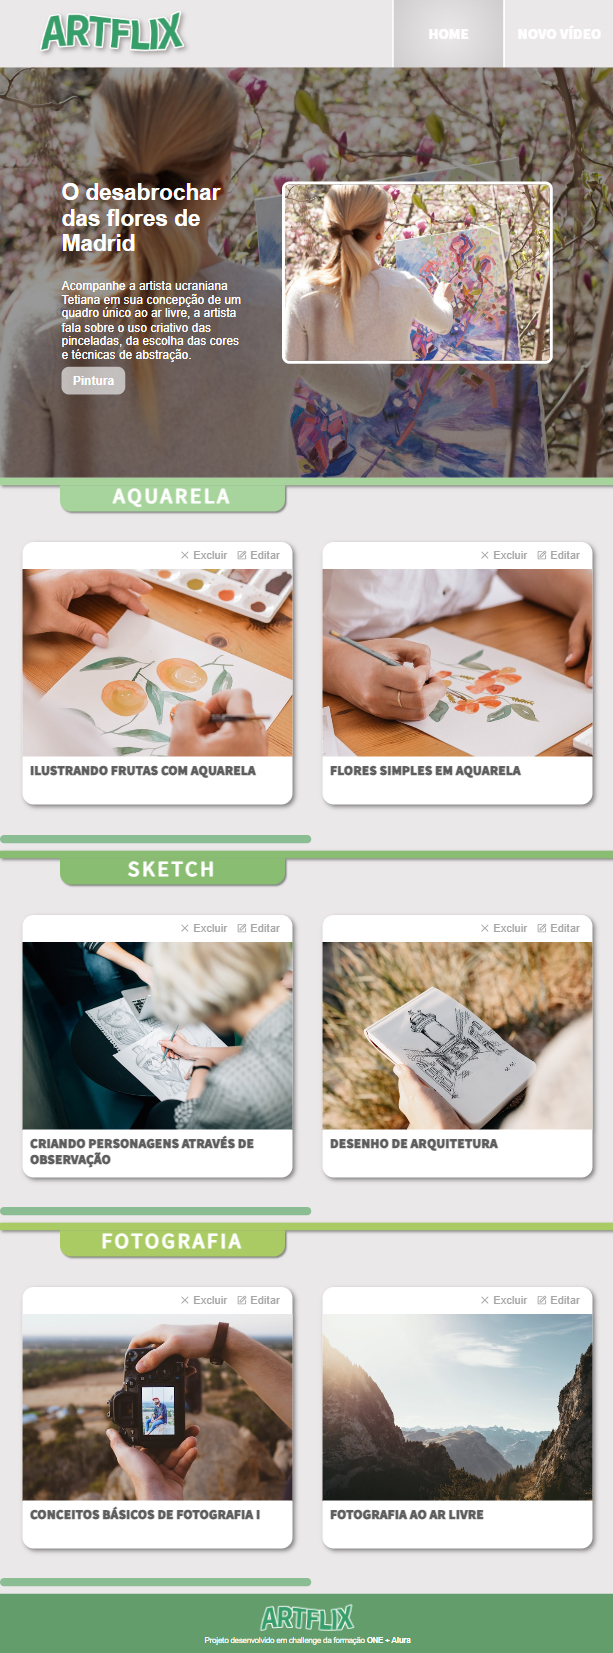 ARTFLIX
HOME
NOVO VÍDEO
O desabrochar
das flores de
Madrid
Acompanhe a artista ucraniana
Tetiana em sua concepção de um
quadro único ao ar livre, a artista
fala sobre o uso criativo das
pinceladas, da escolha das cores
e técnicas de abstração.
Pintura
AQUARELA
Excluir Editar
Excluir Editar
ILUSTRANDO FRUTAS COM AQUARELA
FLORES SIMPLES EM AQUARELA
SKETCH
Excluir Editar
Excluir Editar
CRIANDO PERSONAGENS ATRAVÉS DE
OBSERVAÇÃO
DESENHO DE ARQUITETURA
FOTOGRAFIA
Excluir Editar
Excluir Editar
CONCEITOS BÁSICOS DE FOTOGRAFIA I
FOTOGRAFIA AO AR LIVRE
ARTFLIX
Projeto desenvolvido em challenge da formação ONE + Alura